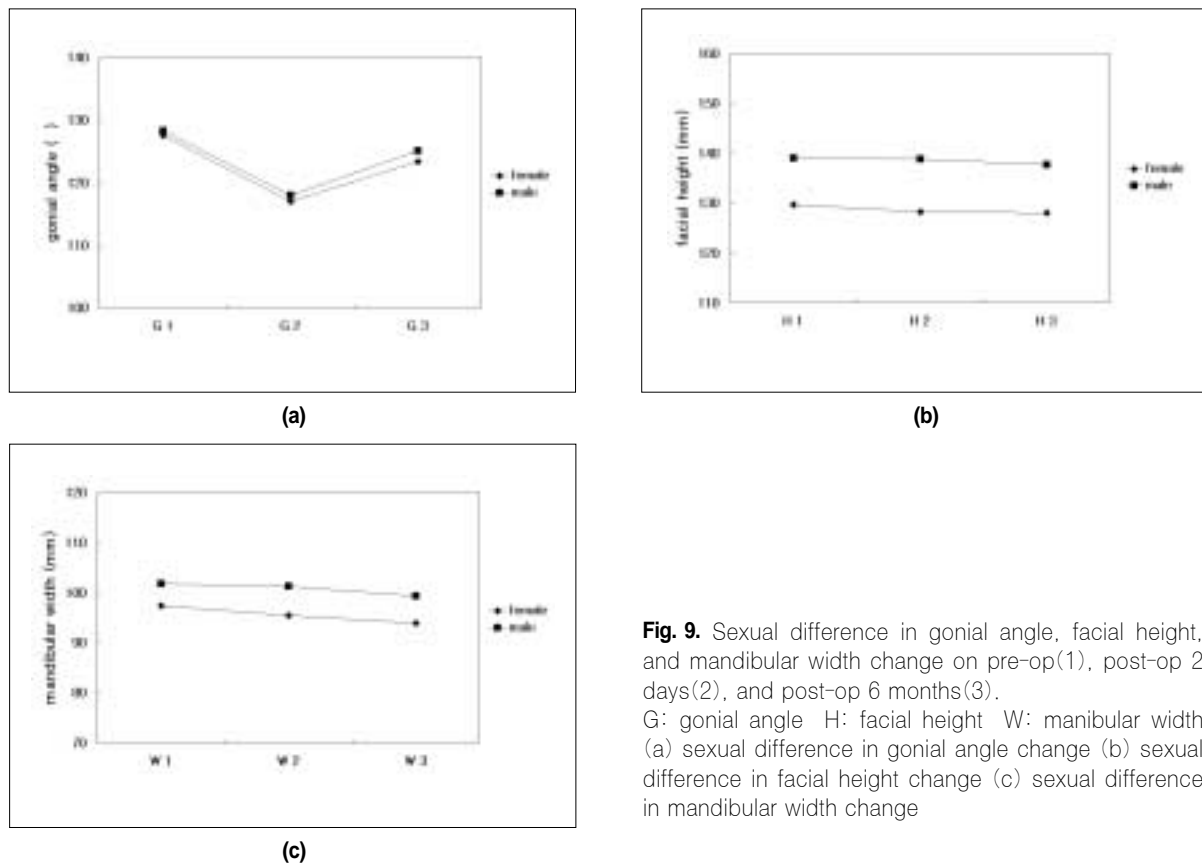 140
130
120
110
100
gonial angle ( )
G 1
G 2
G 3
female
male
(a)
160
150
140
130
120
110
facial height (mm)
H 1
H 2
H 3
female
male
(b)
120
110
100
90
80
70
mandibular width (mm)
W 1
W 2
W 3
female
male
(c)
Fig. 9. Sexual difference in gonial angle, facial height,
and mandibular width change on pre-op(1), post-op 2
days(2), and post-op 6 months(3).
G: gonial angle H: facial height W: manibular width
(a) sexual difference in gonial angle change (b) sexual
difference in facial height change (c) sexual difference
in mandibular width change